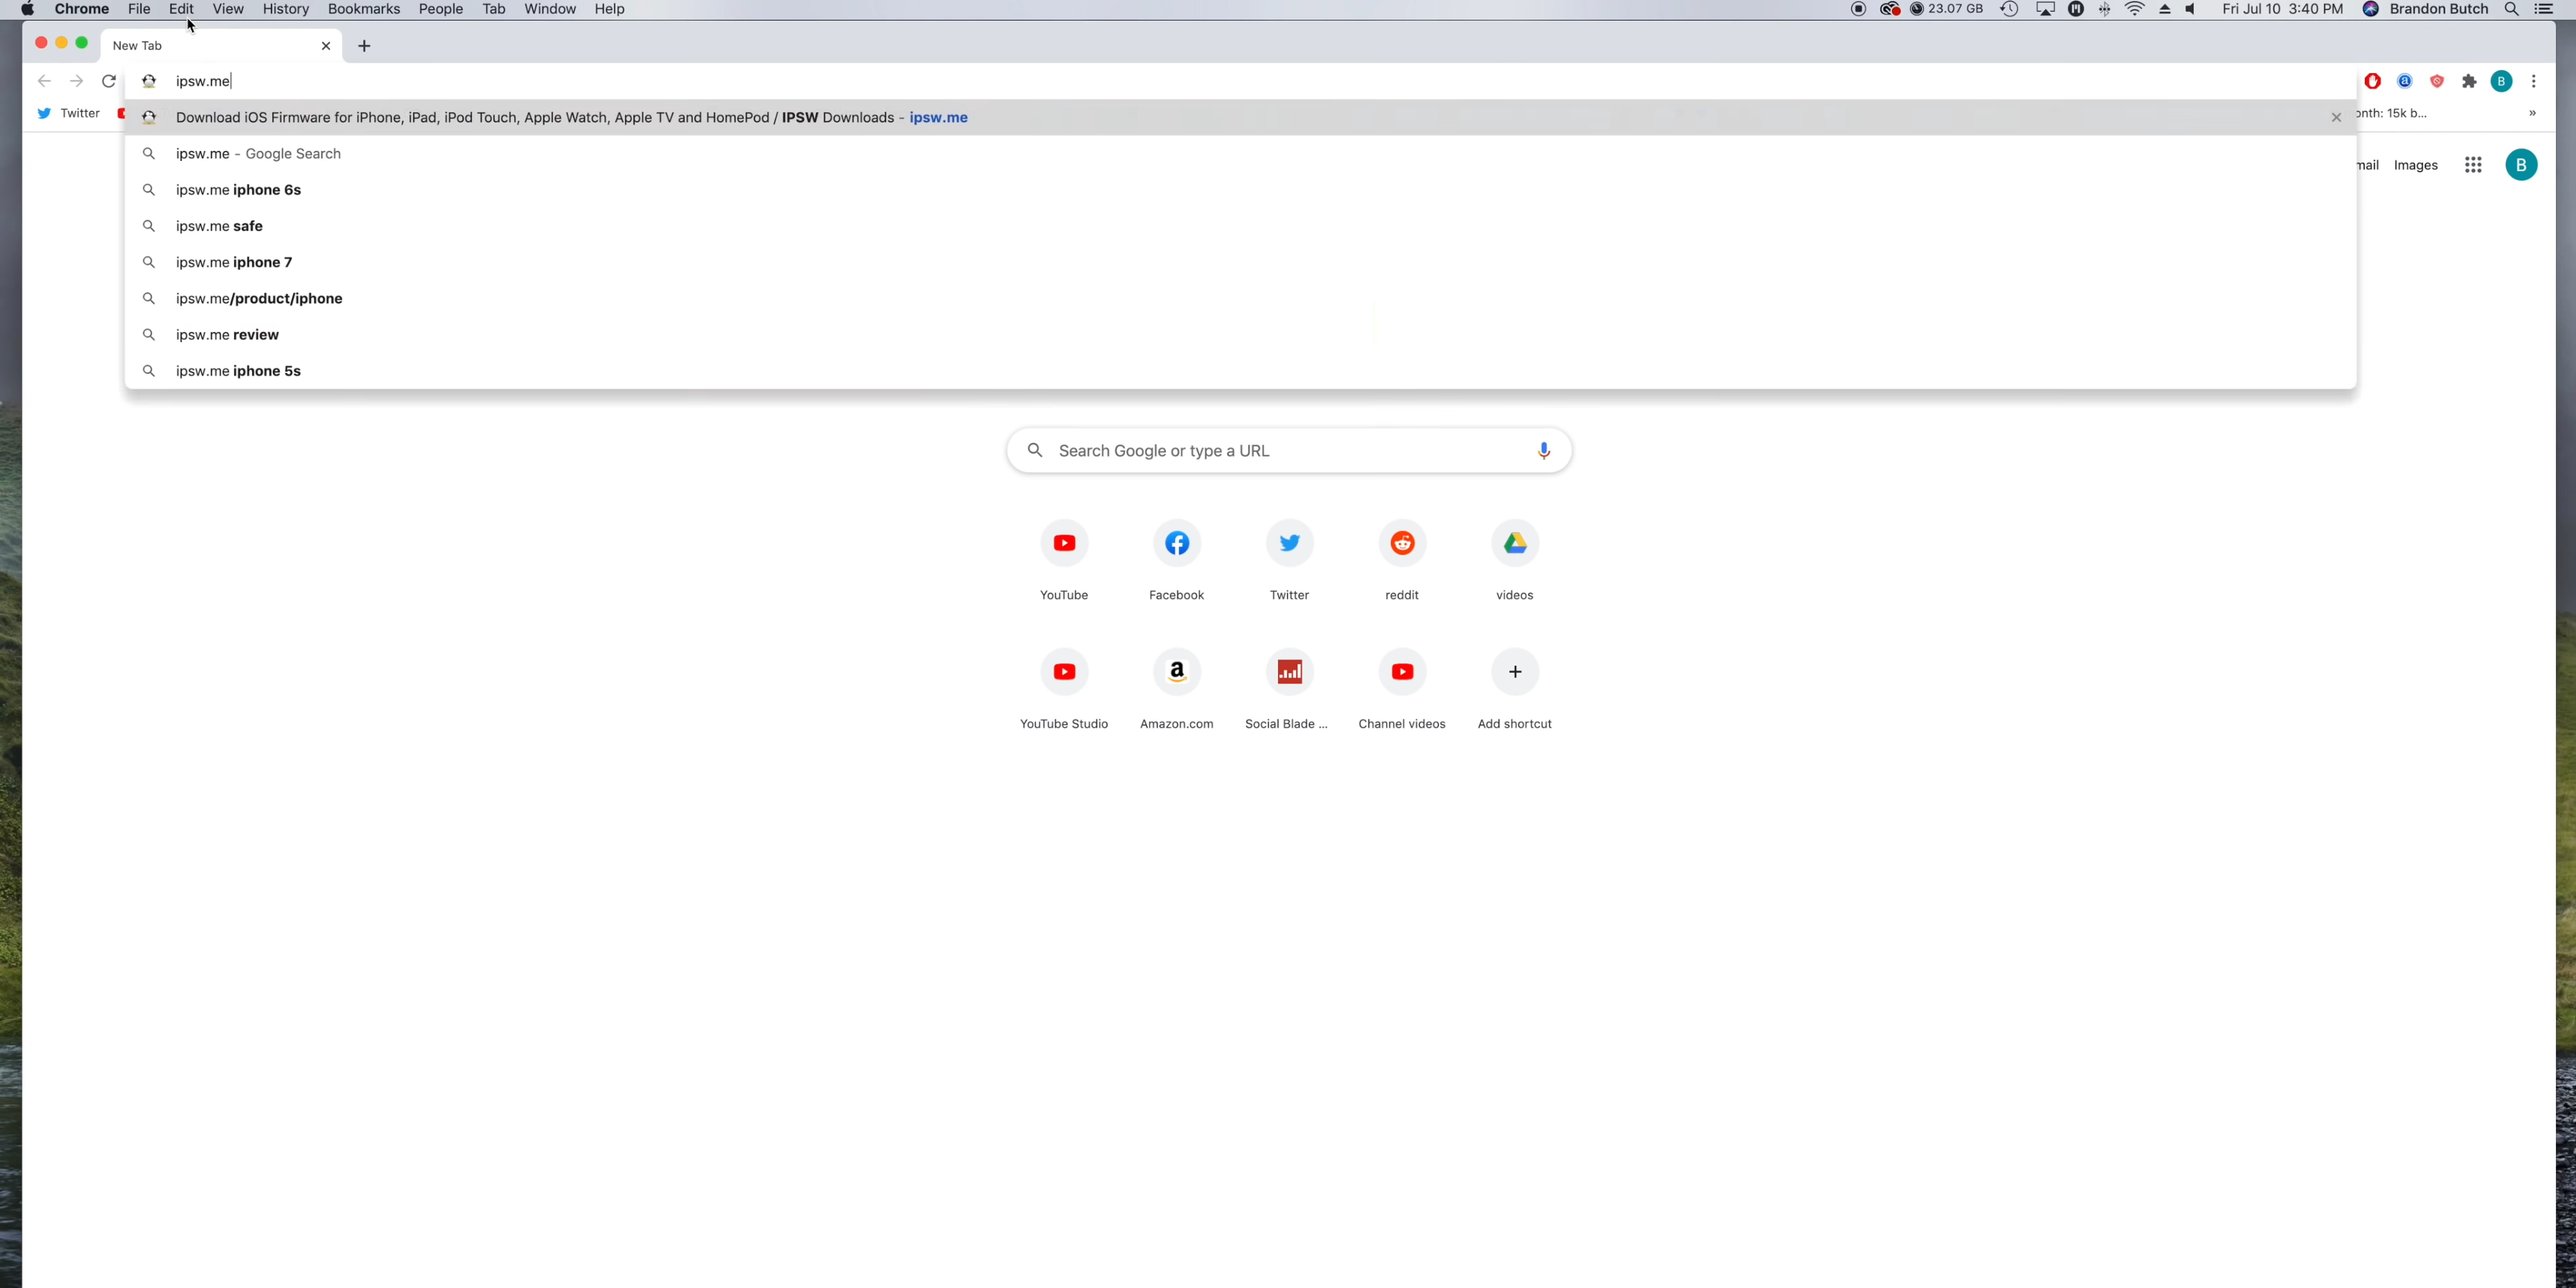 Chrome File Edit View History Bookmarks People Tab Window Help 23.07 GB Fri Jul 10 3:40 PM Brandon Butch
New Tab
ipsw.me B
Twitter onth: 15k b... »
Download iOS Firmware for iPhone, iPad, iPod Touch, Apple Watch, Apple TV and HomePod / IPSW Downloads - ipsw.me
ipsw.me - Google Search
mail Images B
ipsw.me iphone 6s
ipsw.me safe
ipsw.me iphone 7
ipsw.me/product/iphone
ipsw.me review
ipsw.me iphone 5s
Search Google or type a URL
YouTube Facebook Twitter reddit videos
YouTube Studio Amazon.com Social Blade ... Channel videos Add shortcut